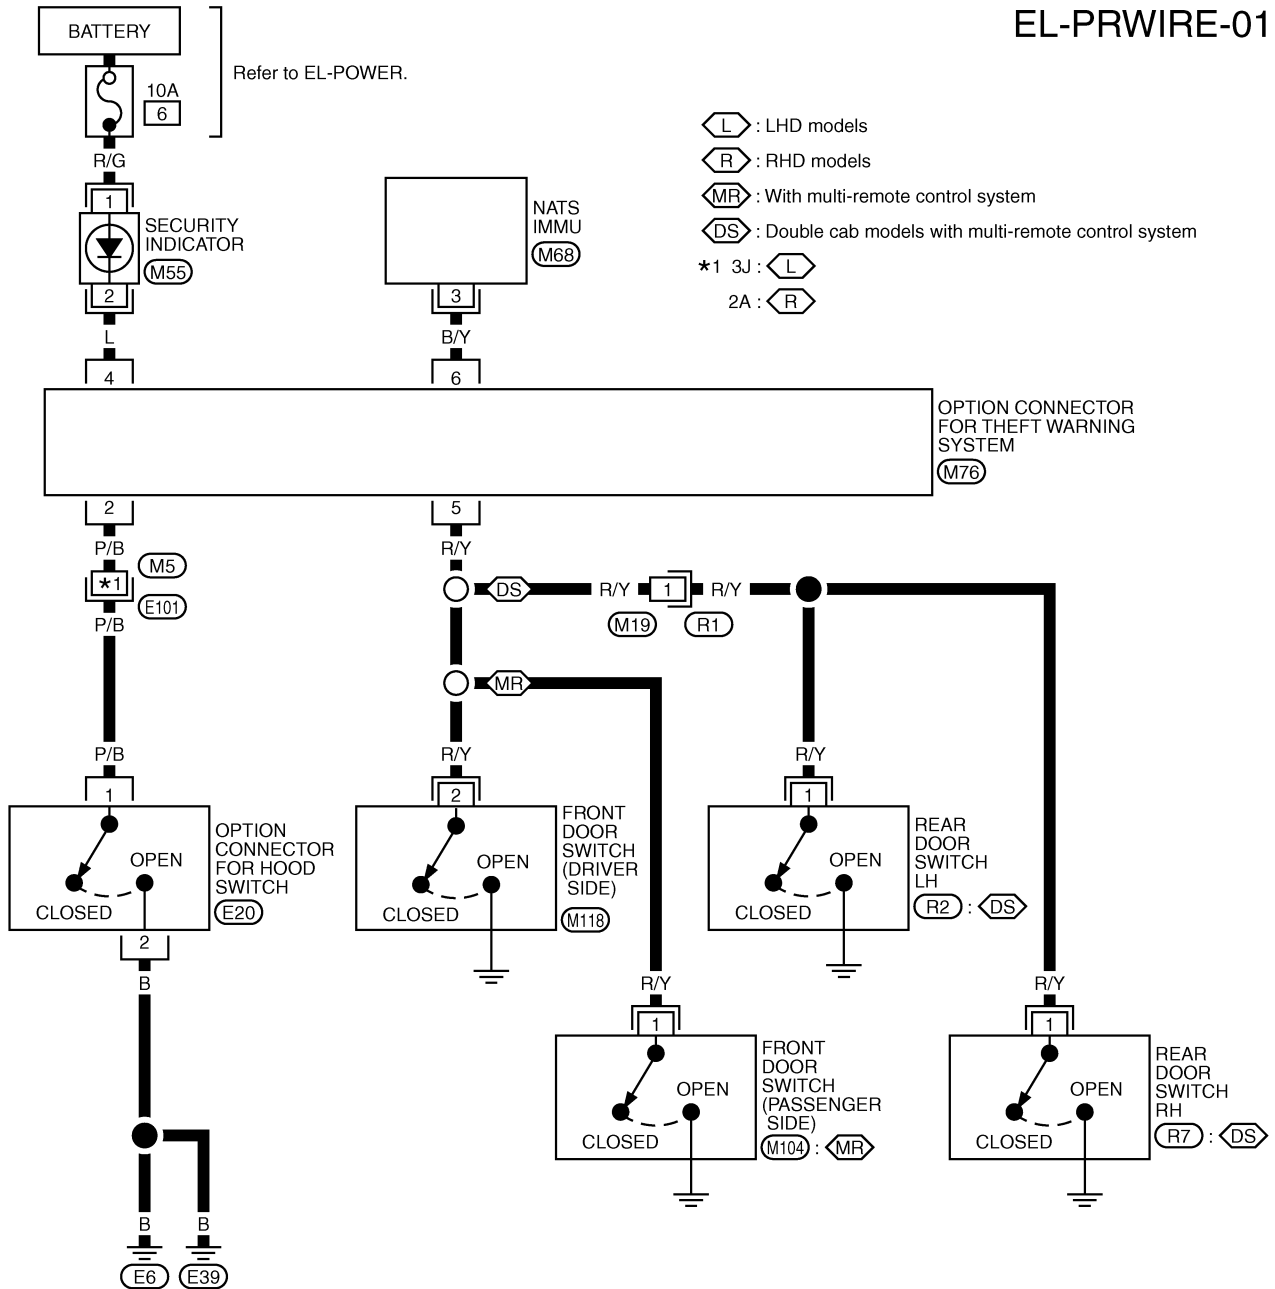 EL-PRWIRE-01
BATTERY
Refer to EL-POWER.
10A
6
R/G
1
SECURITY
INDICATOR
M55
2
L
4
NATS
IMMU
M68
3
B/Y
6
L : LHD models
R : RHD models
MR : With multi-remote control system
DS : Double cab models with multi-remote control system
*1 3J : L
2A : R
OPTION CONNECTOR
FOR THEFT WARNING
SYSTEM
M76
2
P/B
M5
*1
E101
P/B
P/B
1
OPEN
CLOSED
OPTION
CONNECTOR
FOR HOOD
SWITCH
E20
2
B
B
B
E6
E39
5
R/Y
DS
R/Y
1
R/Y
M19
R1
MR
R/Y
2
OPEN
CLOSED
FRONT
DOOR
SWITCH
(DRIVER
SIDE)
M118
R/Y
1
OPEN
CLOSED
REAR
DOOR
SWITCH
LH
R2 : DS
R/Y
1
OPEN
CLOSED
FRONT
DOOR
SWITCH
(PASSENGER
SIDE)
M104 : MR
R/Y
1
OPEN
CLOSED
REAR
DOOR
SWITCH
RH
R7 : DS